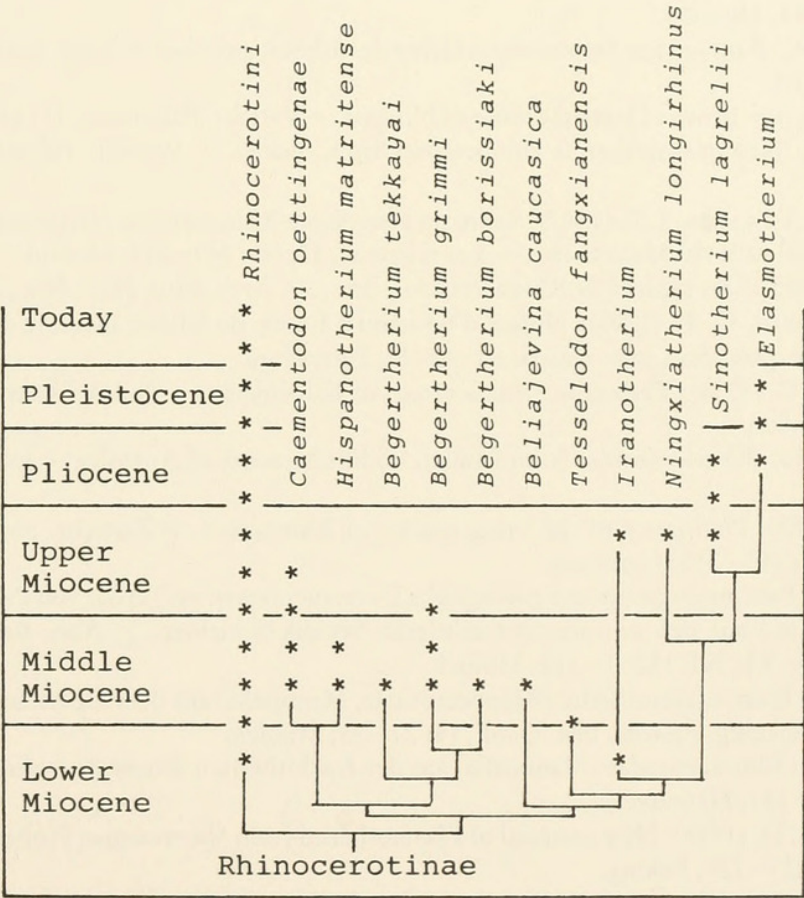 Rhinocerotini
Caementodon oettingenae
Hispanotherium matritense
Begertherium tekkayai
Begertherium grimmi
Begertherium borissiaki
Beliajevina caucasica
Tesselodon fangxianensis
Iranotherium
Ningxiatherium longirhinus
Sinotherium lagrelii
Elasmotherium
Today
Pleistocene
Pliocene
Upper
Miocene
Middle
Miocene
Lower
Miocene
Rhinocerotinae